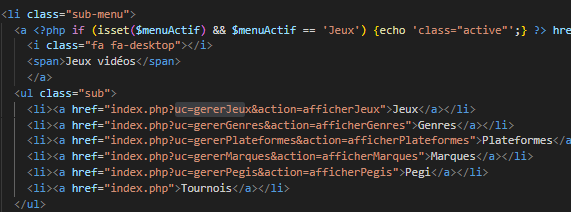 <li class="sub-menu">
<a <?php if (isset($menuActif) && $menuActif == 'Jeux') {echo 'class="active"';} ?> hre
<i class="fa fa-desktop"></i>
<span>Jeux vidéos</span>
</a>
<ul class="sub">
<li><a href="index.php?uc=gererJeux&action=afficherJeux">Jeux</a></li>
<li><a href="index.php?uc=gererGenres&action=afficherGenres">Genres</a></li>
<li><a href="index.php?uc=gererPlateformes&action=afficherPlateformes">Plateformes</a
<li><a href="index.php?uc=gererMarques&action=afficherMarques">Marques</a></li>
<li><a href="index.php?uc=gererPegis&action=afficherPegis">Pegi</a></li>
<li><a href="index.php">Tournois</a></li>
</ul>